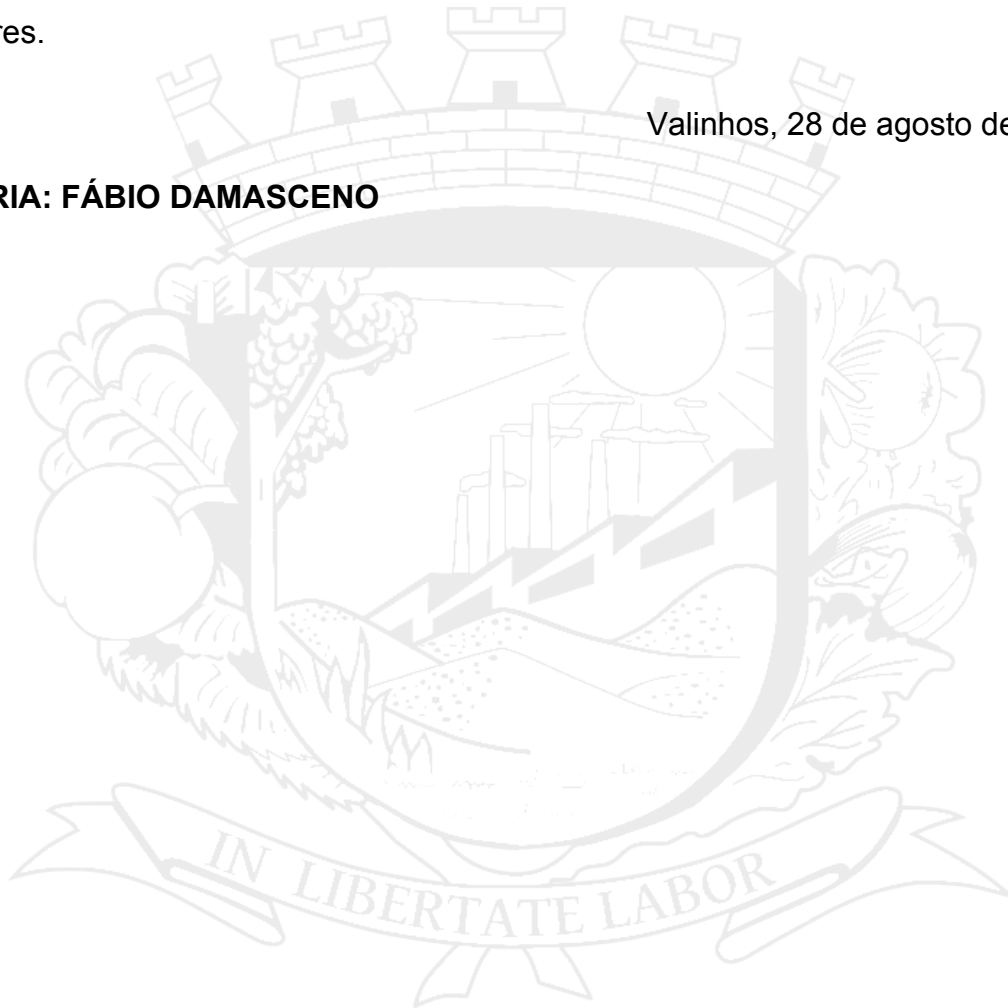 res.
Valinhos, 28 de agosto de
RIA: FÁBIO DAMASCENO
IN LIBERTATE LABOR